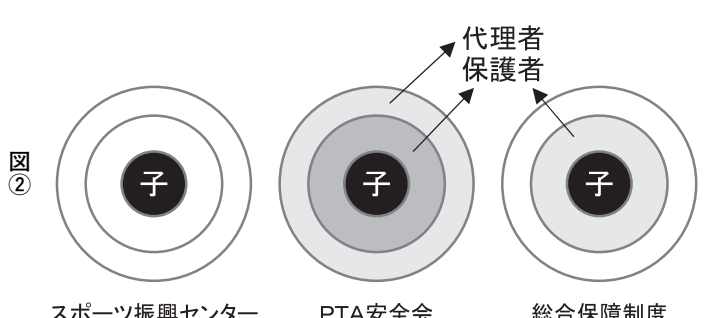 代理者
保護者
図②
子
子
子
スポーツ振興センター
PTA安全会
総合保障制度